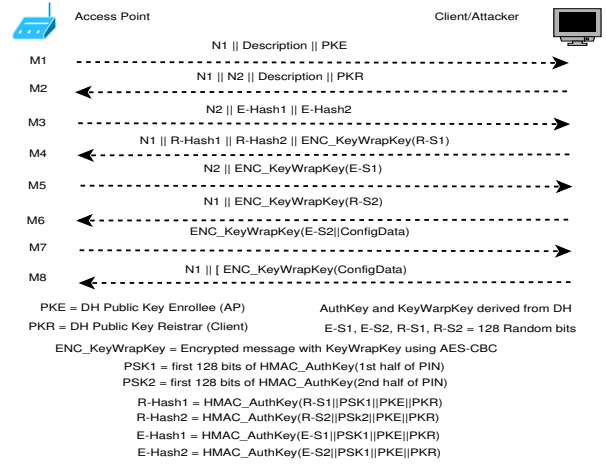 Access Point
Client/Attacker
N1 || Description || PKE
M1
N1 || N2 || Description || PKR
M2
N2 || E-Hash1 || E-Hash2
M3
N1 || R-Hash1 || R-Hash2 || ENC_KeyWrapKey(R-S1)
M4
N2 || ENC_KeyWrapKey(E-S1)
M5
N1 || ENC_KeyWrapKey(R-S2)
M6
ENC_KeyWrapKey(E-S2||ConfigData)
M7
N1 || [ ENC_KeyWrapKey(ConfigData)
M8
PKE = DH Public Key Enrollee (AP)
AuthKey and KeyWarpKey derived from DH
PKR = DH Public Key Reistrar (Client)
E-S1, E-S2, R-S1, R-S2 = 128 Random bits
ENC_KeyWrapKey = Encrypted message with KeyWrapKey using AES-CBC
PSK1 = first 128 bits of HMAC_AuthKey(1st half of PIN)
PSK2 = first 128 bits of HMAC_AuthKey(2nd half of PIN)
R-Hash1 = HMAC_AuthKey(R-S1||PSK1||PKE||PKR)
R-Hash2 = HMAC_AuthKey(R-S2||PSk2||PKE||PKR)
E-Hash1 = HMAC_AuthKey(E-S1||PSK1||PKE||PKR)
E-Hash2 = HMAC_AuthKey(E-S2||PSK1||PKE||PKR)